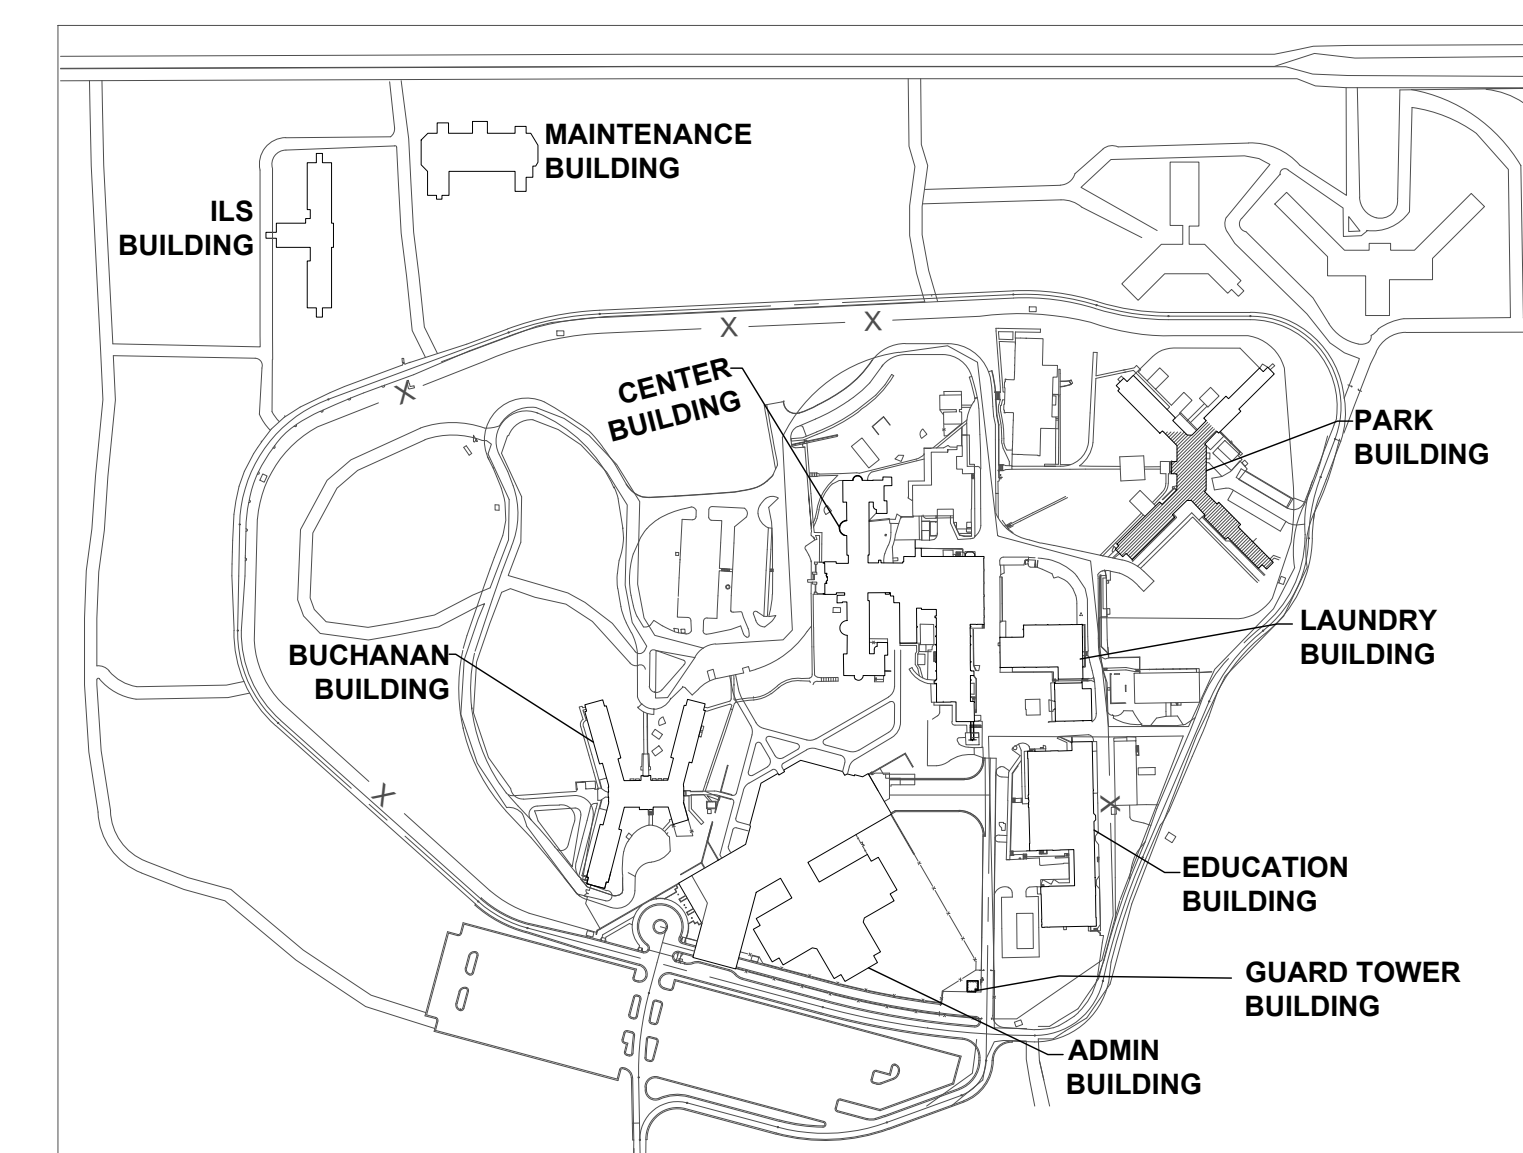 MAINTENANCE
BUILDING
ILS
BUILDING
X
X
X
CENTER
BUILDING
PARK
BUILDING
LAUNDRY
BUILDING
BUCHANAN
BUILDING
X
X
EDUCATION
BUILDING
GUARD TOWER
BUILDING
ADMIN
BUILDING